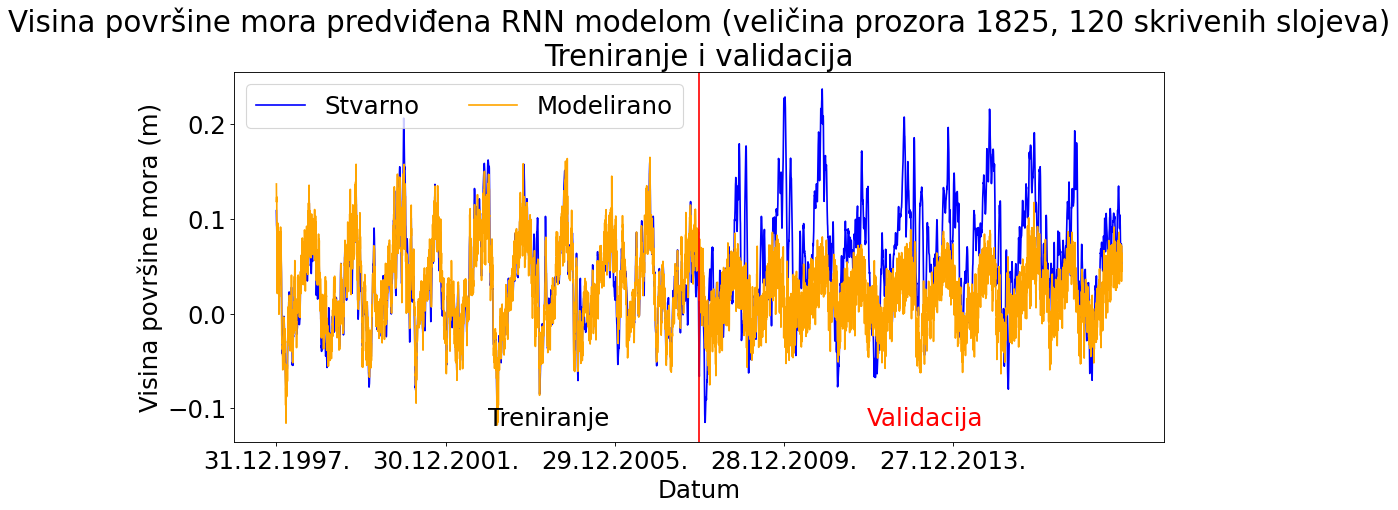 Visina površine mora predviđena RNN modelom (veličina prozora 1825, 120 skrivenih slojeva)
Treniranje i validacija
Stvarno
Modelirano
Visina površine mora (m)
0.2
0.1
0.0
−0.1
Treniranje
Validacija
31.12.1997.
30.12.2001.
29.12.2005.
28.12.2009.
27.12.2013.
Datum